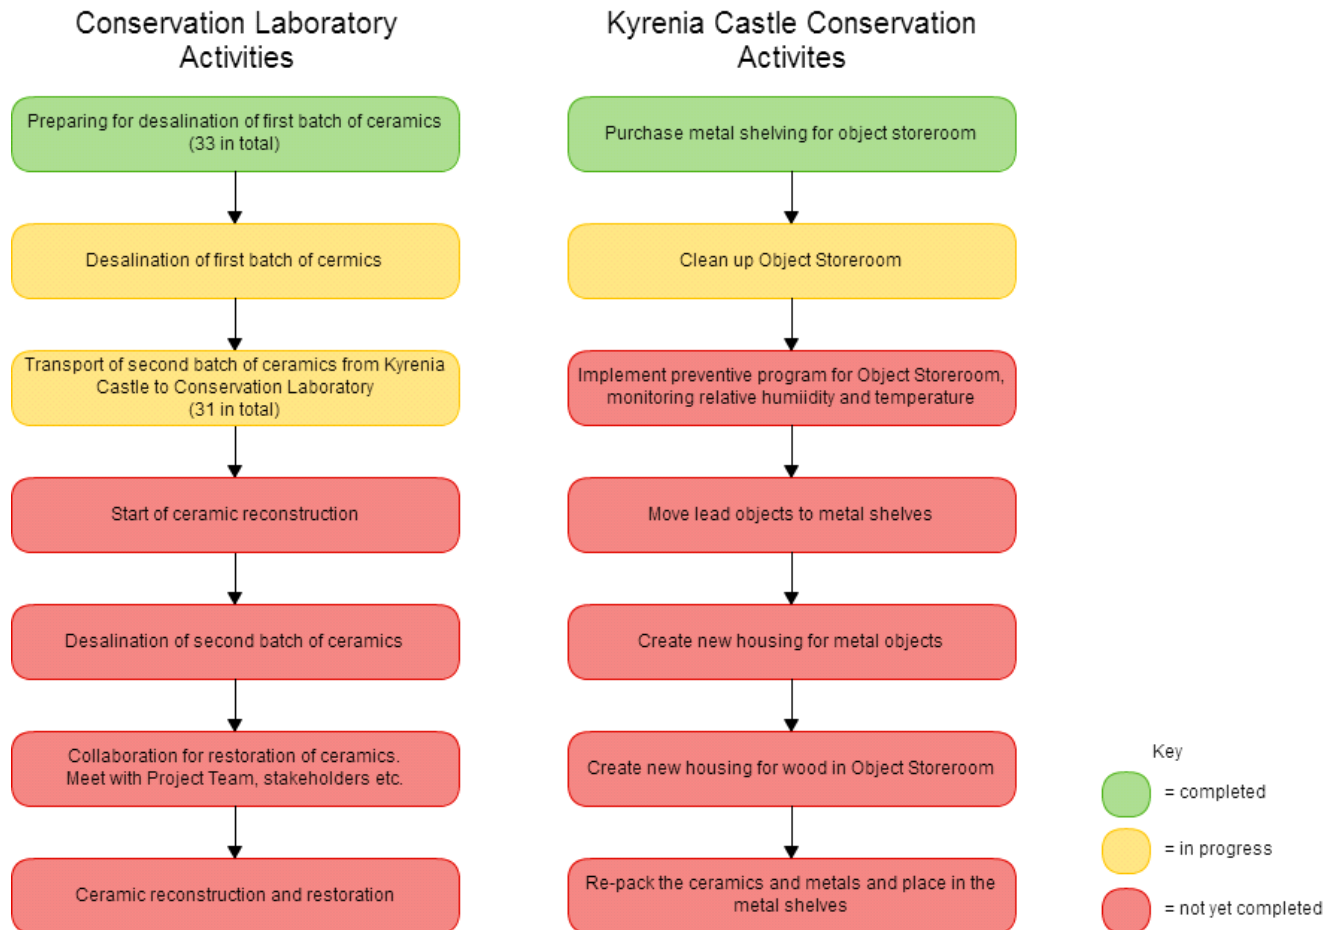 Conservation Laboratory
Activities
Preparing for desalination of first batch of ceramics
(33 in total)
Desalination of first batch of cermics
Transport of second batch of ceramics from Kyrenia
Castle to Conservation Laboratory
(31 in total)
Start of ceramic reconstruction
Desalination of second batch of ceramics
Collaboration for restoration of ceramics.
Meet with Project Team, stakeholders etc.
Ceramic reconstruction and restoration
Kyrenia Castle Conservation
Activites
Purchase metal shelving for object storeroom
Clean up Object Storeroom
Implement preventive program for Object Storeroom,
monitoring relative humiidity and temperature
Move lead objects to metal shelves
Create new housing for metal objects
Create new housing for wood in Object Storeroom
Re-pack the ceramics and metals and place in the
metal shelves
Key
= completed
= in progress
= not yet completed